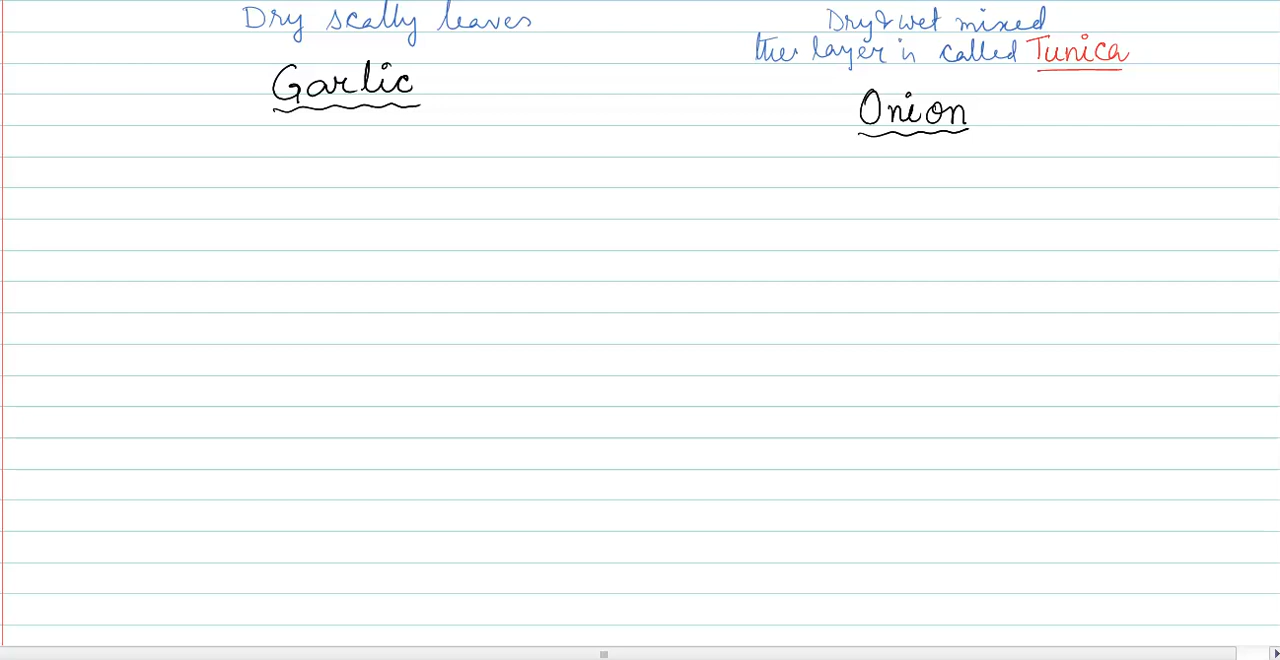 Dry scally leaves
Garlic
Dry & wet mixed
the layer is called Tunica
Onion